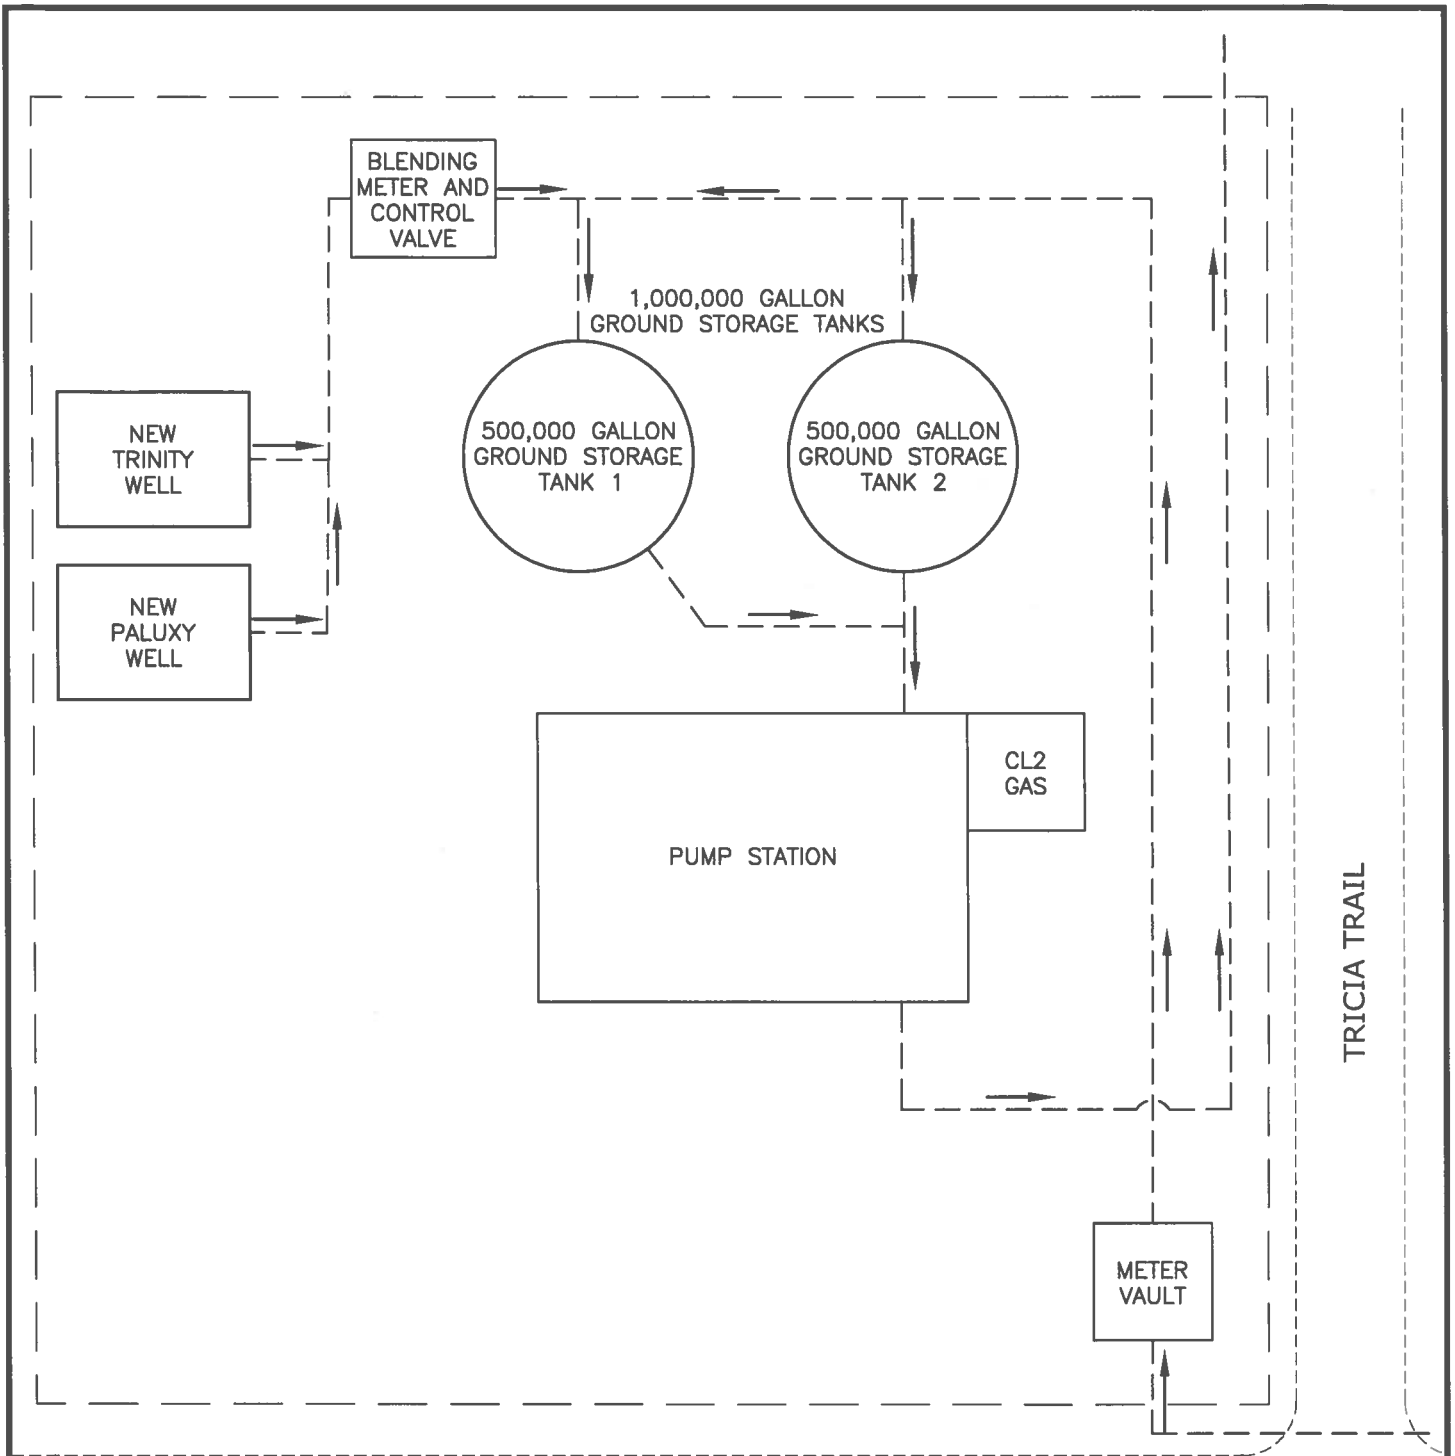 BLENDING
METER AND
CONTROL
VALVE
1,000,000 GALLON
GROUND STORAGE TANKS
NEW
TRINITY
WELL
500,000 GALLON
GROUND STORAGE
TANK 1
500,000 GALLON
GROUND STORAGE
TANK 2
NEW
PALUXY
WELL
CL2
GAS
PUMP STATION
TRICIA TRAIL
METER
VAULT